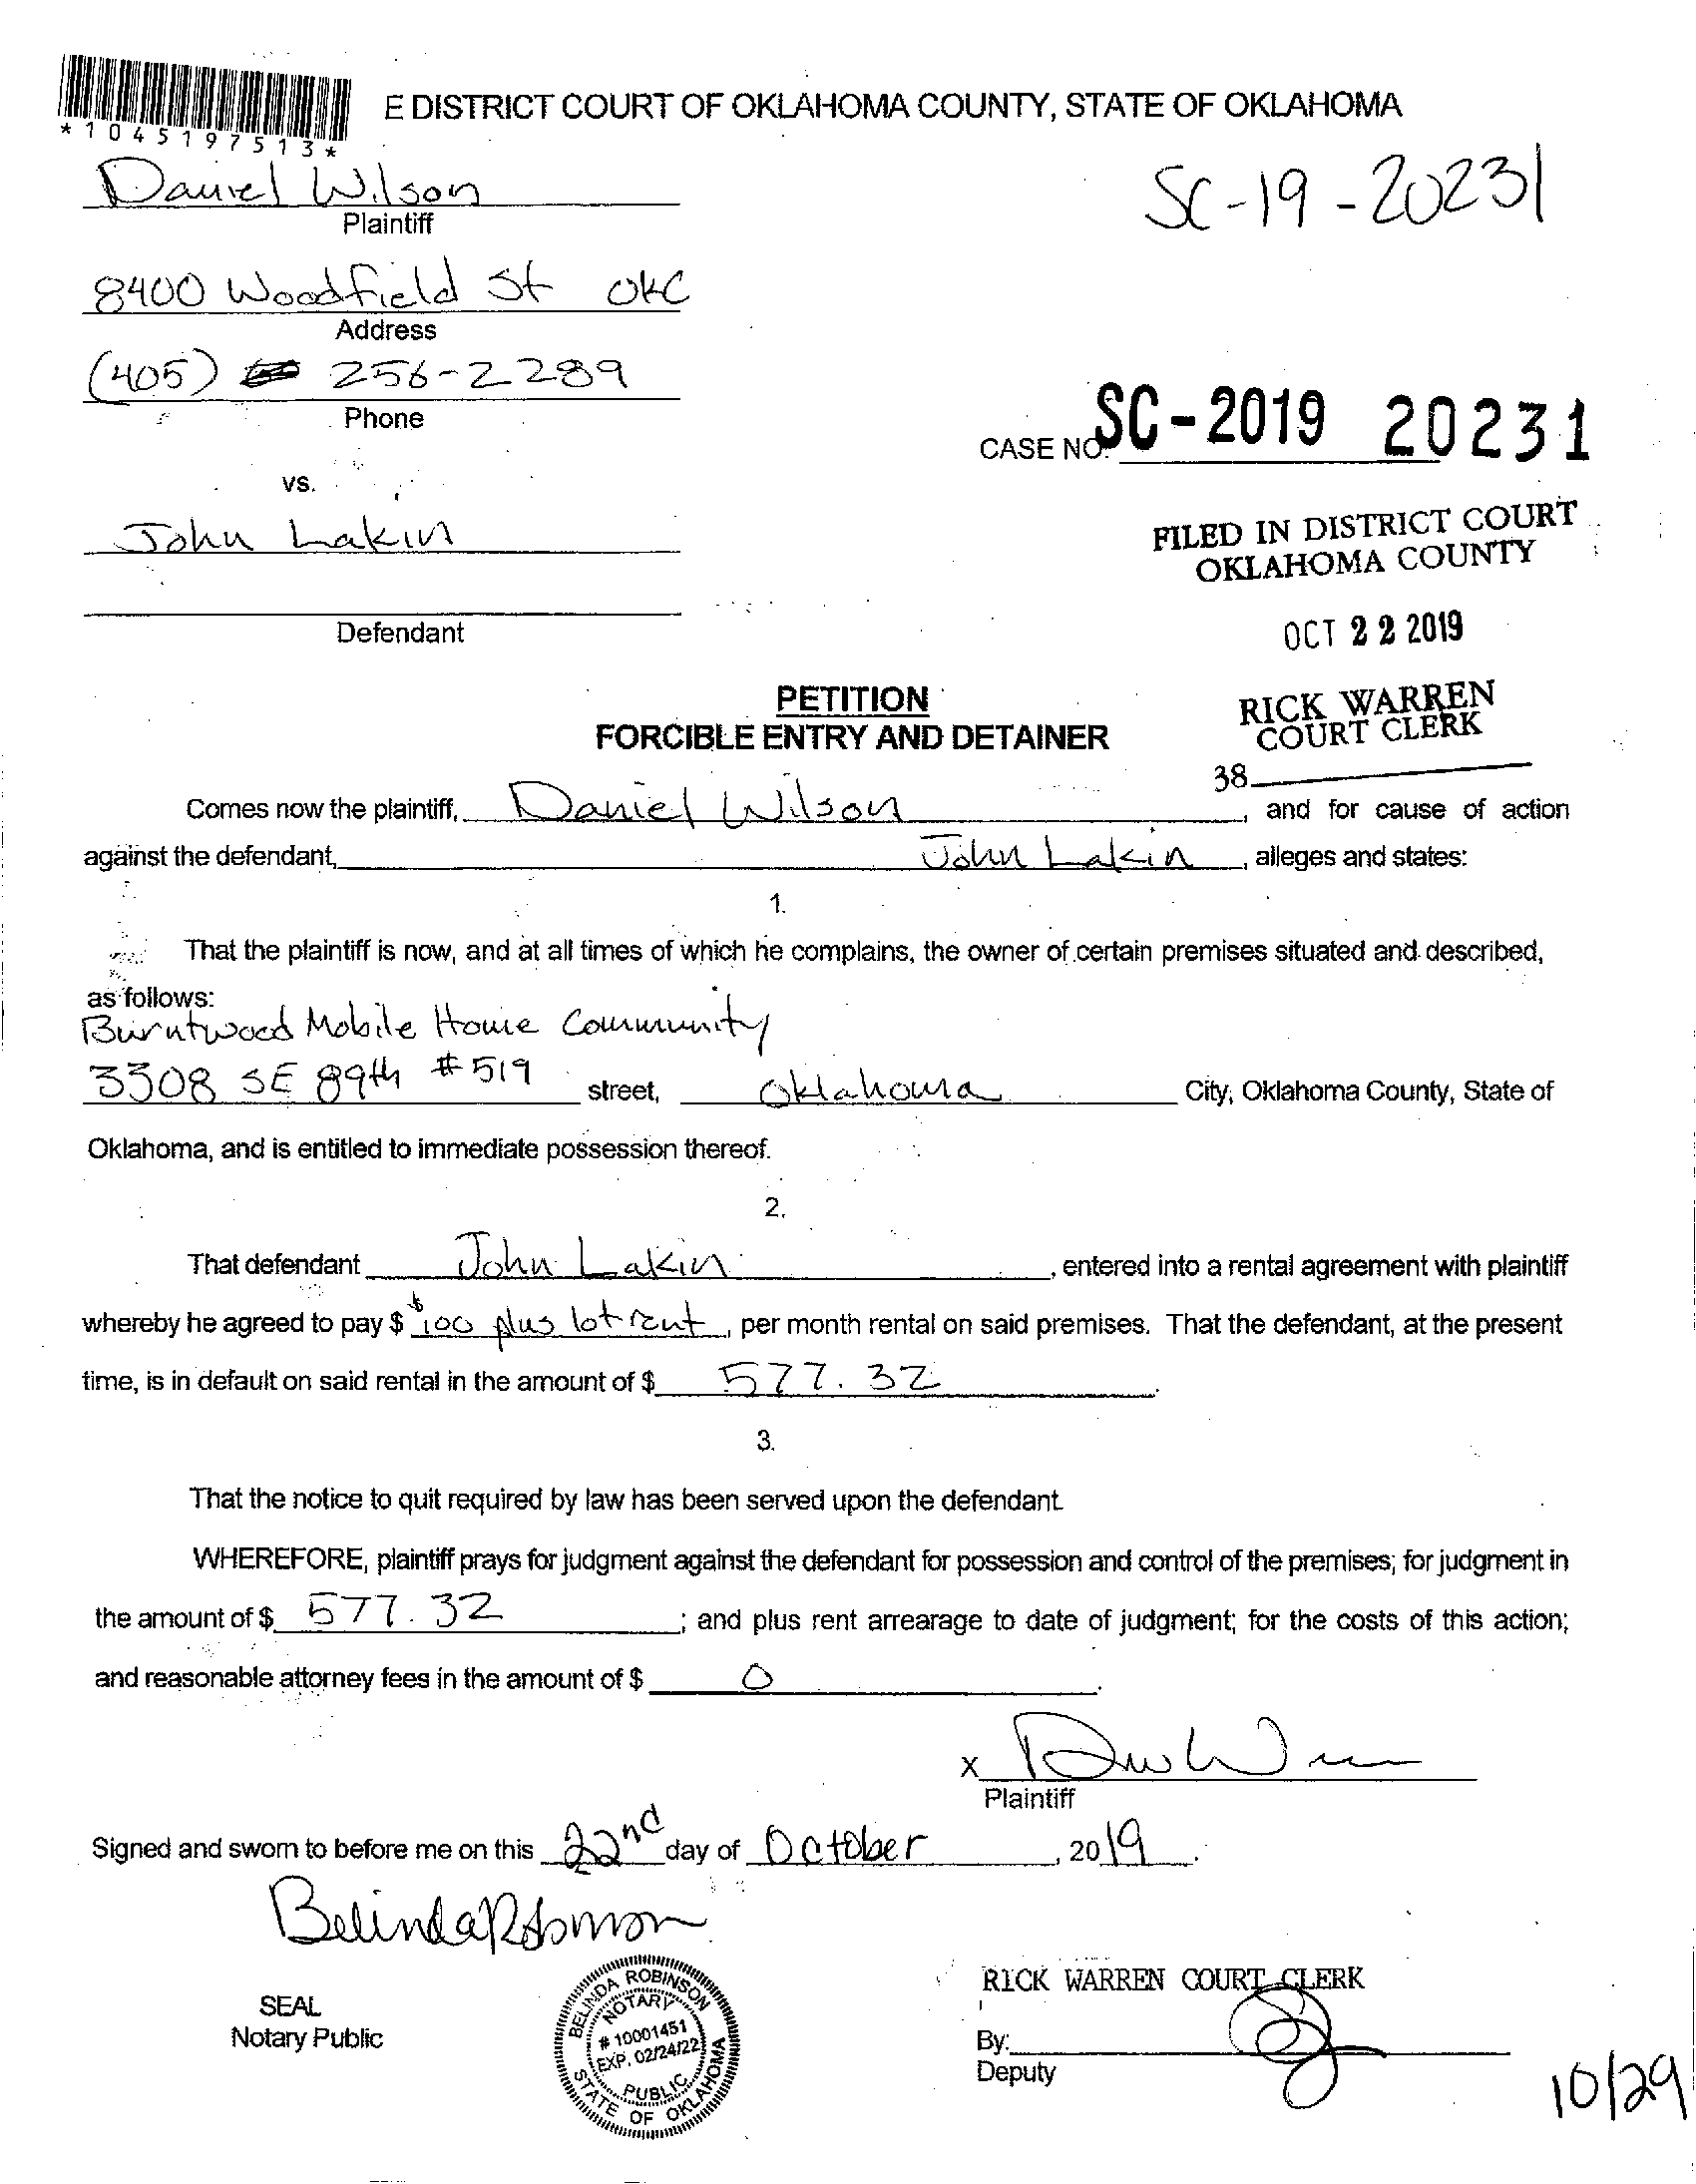 E DISTRICT COURT OF OKLAHOMA COUNTY, STATE OF OKLAHOMA
*1045197513*
Daniel Wilson
Plaintiff
SC-19-20231
8400 Woodfield St OKC
Address
(405) 256-2289
Phone
CASE NO. SC-2019 20231
vs.
John Lakin
FILED IN DISTRICT COURT
OKLAHOMA COUNTY
Defendant
OCT 22 2019
PETITION
FORCIBLE ENTRY AND DETAINER
RICK WARREN
COURT CLERK
38
Comes now the plaintiff, Daniel Wilson, and for cause of action
against the defendant, John Lakin, alleges and states:
1.
That the plaintiff is now, and at all times of which he complains, the owner of certain premises situated and described,
as follows:
Burntwood Mobile Home Community
3308 SE 89th #519 street, Oklahoma City, Oklahoma County, State of
Oklahoma, and is entitled to immediate possession thereof.
2.
That defendant John Lakin, entered into a rental agreement with plaintiff
whereby he agreed to pay $ $100 plus lot rent, per month rental on said premises. That the defendant, at the present
time, is in default on said rental in the amount of $ 577.32.
3.
That the notice to quit required by law has been served upon the defendant.
WHEREFORE, plaintiff prays for judgment against the defendant for possession and control of the premises; for judgment in
the amount of $ 577.32; and plus rent arrearage to date of judgment; for the costs of this action;
and reasonable attorney fees in the amount of $ 0.
X
Plaintiff
Signed and sworn to before me on this 22nd day of October, 2019.
Belinda Robinson
SEAL
Notary Public
BELINDA ROBINSON
NOTARY
# 10001451
EXP. 02/24/22
PUBLIC
STATE OF OKLAHOMA
RICK WARREN COURT CLERK
By:
Deputy
10/29